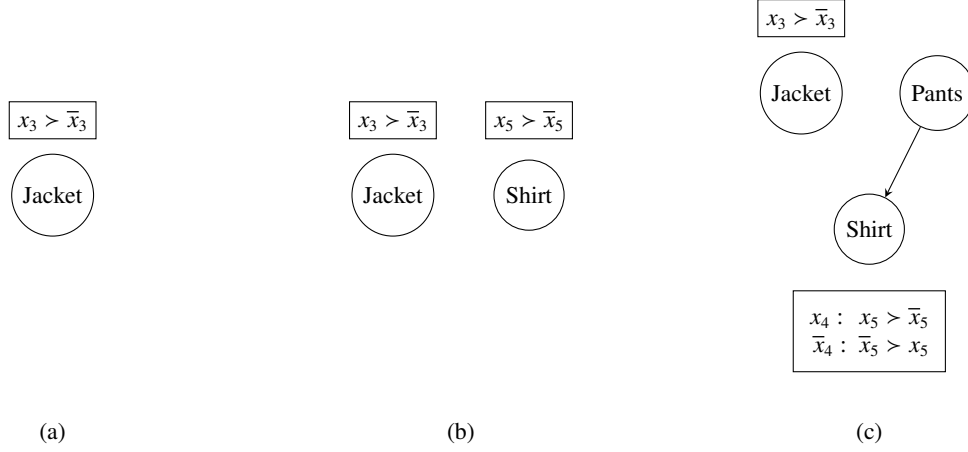 x₃ ≻ x̅₃
Jacket
(a)
x₃ ≻ x̅₃
x₅ ≻ x̅₅
Jacket
Shirt
(b)
x₃ ≻ x̅₃
Jacket
Pants
Shirt
x₄ : x₅ ≻ x̅₅
x̅₄ : x̅₅ ≻ x₅
(c)